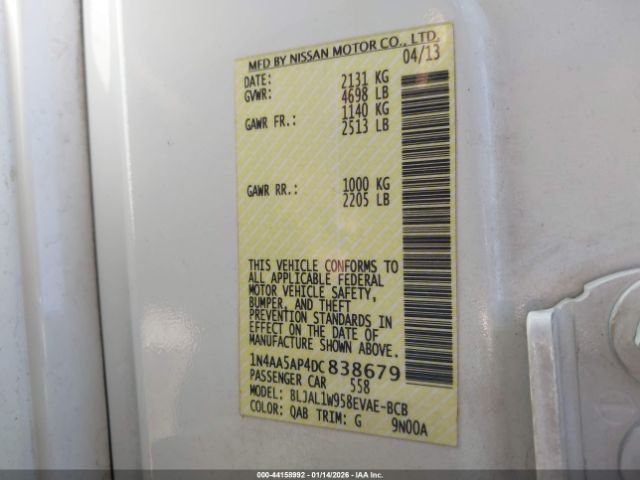 MFD BY NISSAN MOTOR CO., LTD.
DATE: 04/13
GVWR: 2131 KG
4698 LB
GAWR FR.: 1140 KG
2513 LB
GAWR RR.: 1000 KG
2205 LB
THIS VEHICLE CONFORMS TO
ALL APPLICABLE FEDERAL
MOTOR VEHICLE SAFETY,
BUMPER, AND THEFT
PREVENTION STANDARDS IN
EFFECT ON THE DATE OF
MANUFACTURE SHOWN ABOVE.
1N4AA5AP4DC838679
PASSENGER CAR 558
MODEL: BLJAL1W958EVAE-BCB
COLOR: QAB TRIM: G 9N00A
000-44158992 - 01/14/2026 - IAAI.COM